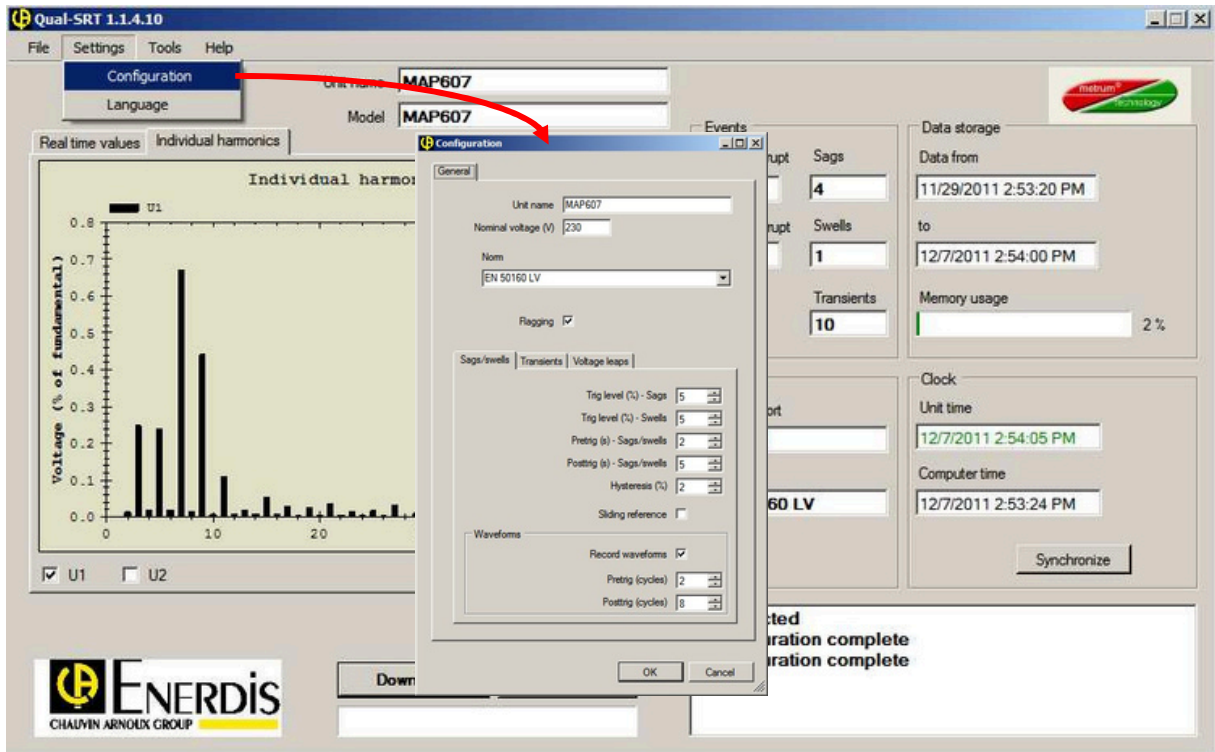 Qual-SRT 1.1.4.10
File Settings Tools Help
Configuration
Language
Unit name MAP607
Model MAP607
metrum
technology
Real time values Individual harmonics
Individual harmon
U1
Voltage (% of fundamental)
0.8
0.7
0.6
0.5
0.4
0.3
0.2
0.1
0.0
0 10 20
U1 U2
ENERDIS
CHAUVIN ARNOUX GROUP
Down
Configuration
General
Unit name MAP607
Nominal voltage (V) 230
Norm
EN 50160 LV
Flagging
Sags/swells Transients Voltage leaps
Trig level (%) - Sags 5
Trig level (%) - Swells 5
Pretrig (s) - Sags/swells 2
Posttrig (s) - Sags/swells 5
Hysteresis (%) 2
Sliding reference
Waveforms
Record waveforms
Pretrig (cycles) 2
Posttrig (cycles) 8
OK Cancel
Events
rupt Sags
4
rupt Swells
1
Transients
10
Data storage
Data from
11/29/2011 2:53:20 PM
to
12/7/2011 2:54:00 PM
Memory usage
2 %
ort
60 LV
Clock
Unit time
12/7/2011 2:54:05 PM
Computer time
12/7/2011 2:53:24 PM
Synchronize
cted
uration complete
uration complete